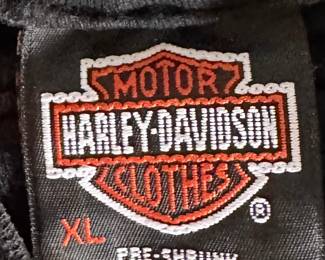 MOTOR
HARLEY-DAVIDSON
CLOTHES
®
XL
PRE-SHRUNK